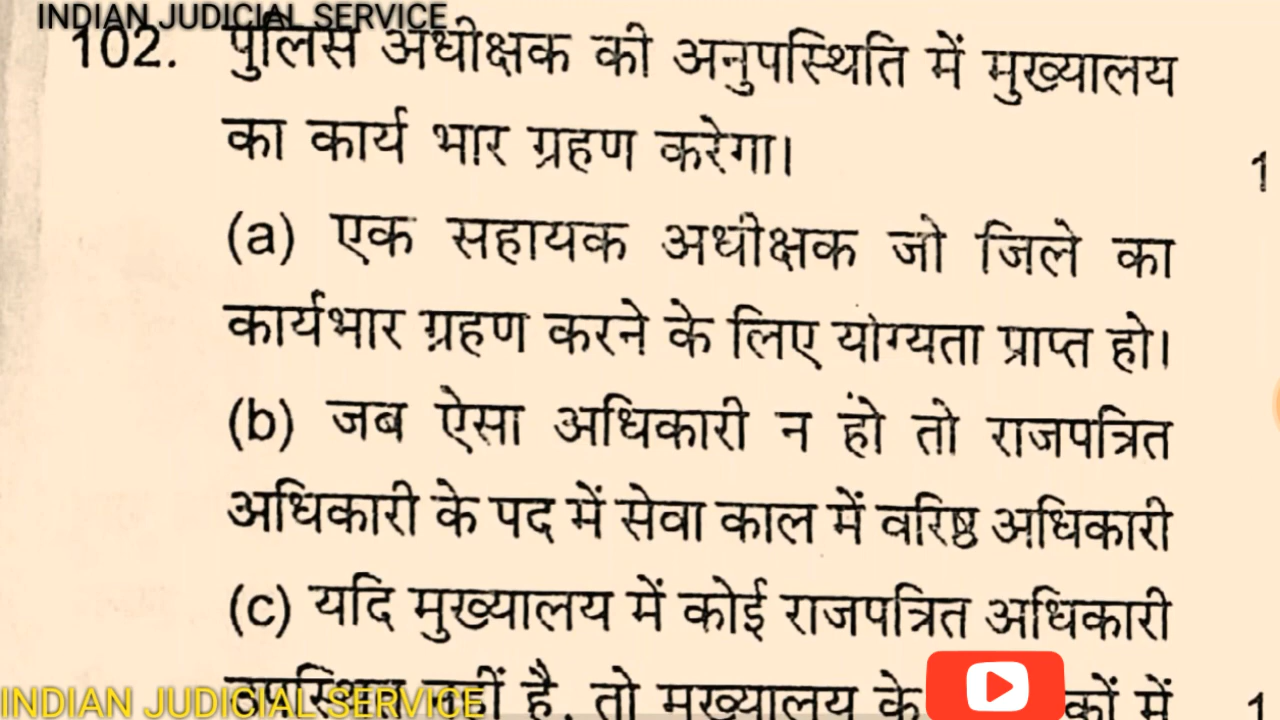 INDIAN JUDICIAL SERVICE
102. पुलिस अधीक्षक की अनुपस्थिति में मुख्यालय
का कार्य भार ग्रहण करेगा।
1
(a) एक सहायक अधीक्षक जो जिले का
कार्यभार ग्रहण करने के लिए योग्यता प्राप्त हो।
(b) जब ऐसा अधिकारी न हो तो राजपत्रित
अधिकारी के पद में सेवा काल में वरिष्ठ अधिकारी
(c) यदि मुख्यालय में कोई राजपत्रित अधिकारी
उपस्थित नहीं है, तो मुख्यालय के में
1
INDIAN JUDICIAL SERVICE